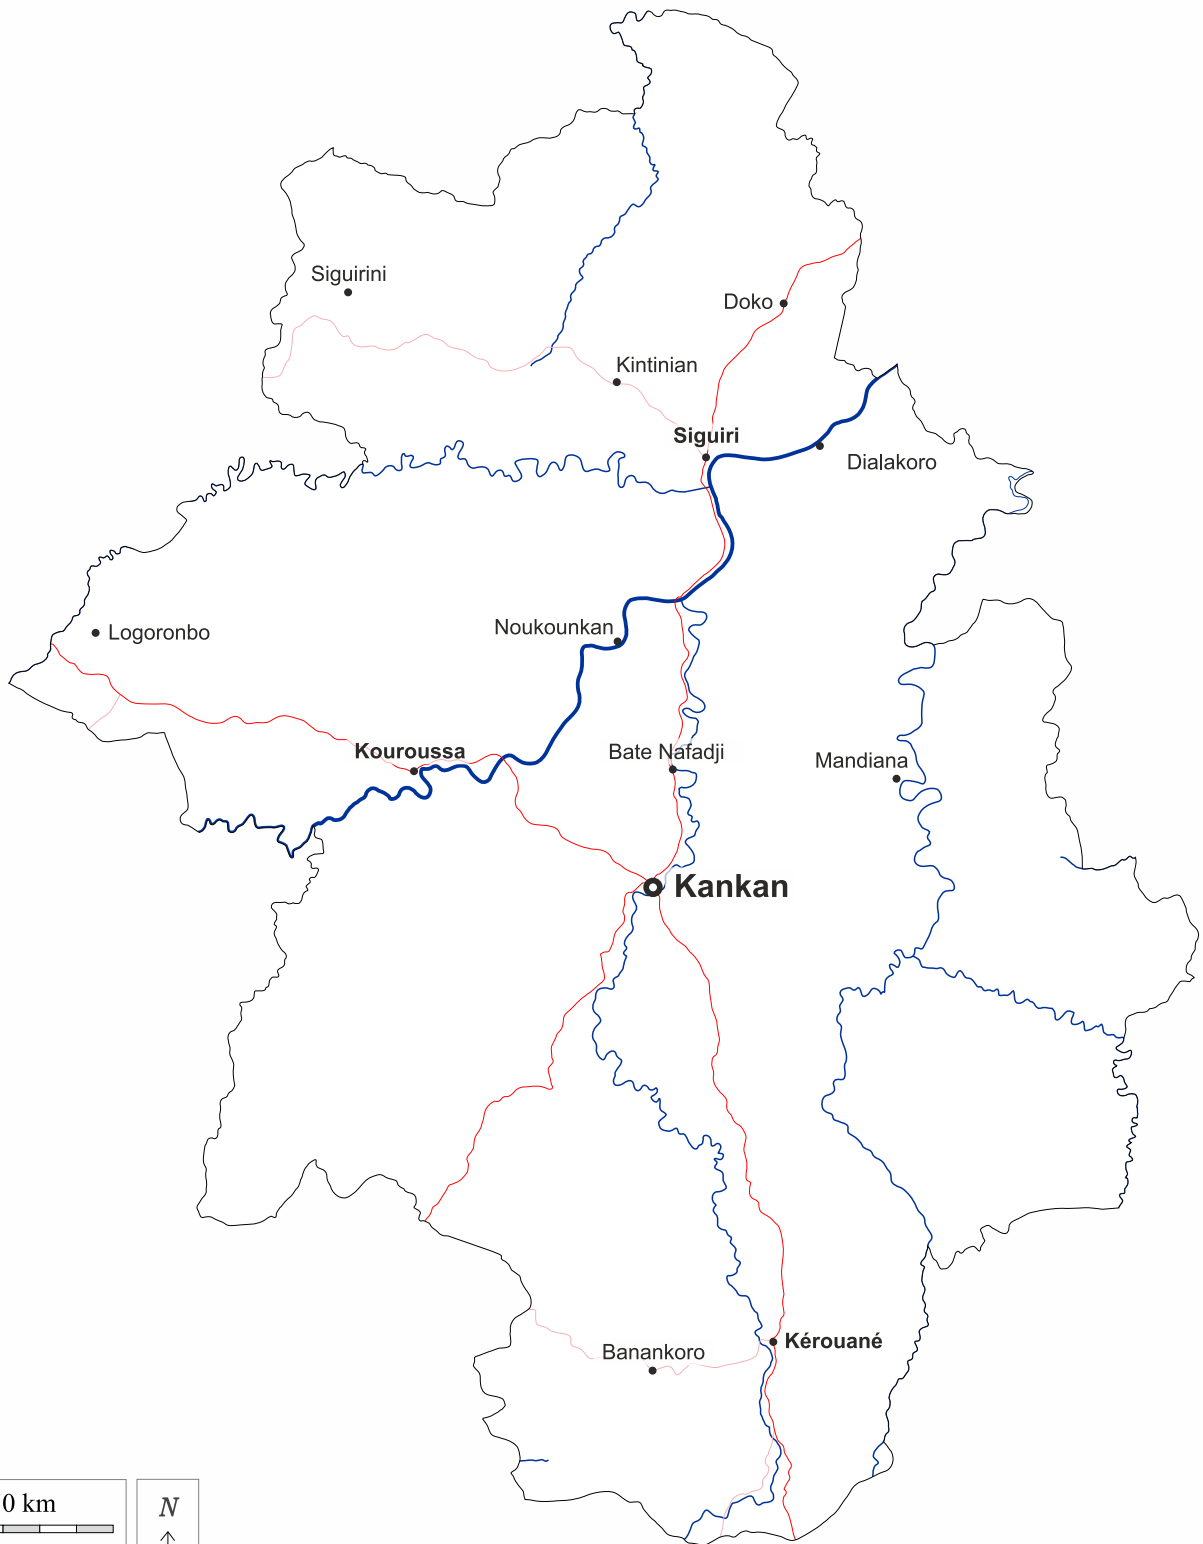 Siguirini
Doko
Kintinian
Siguiri
Dialakoro
Logoronbo
Noukounkan
Kouroussa
Bate Nafadji
Mandiana
Kankan
Kérouané
Banankoro
0 km
N